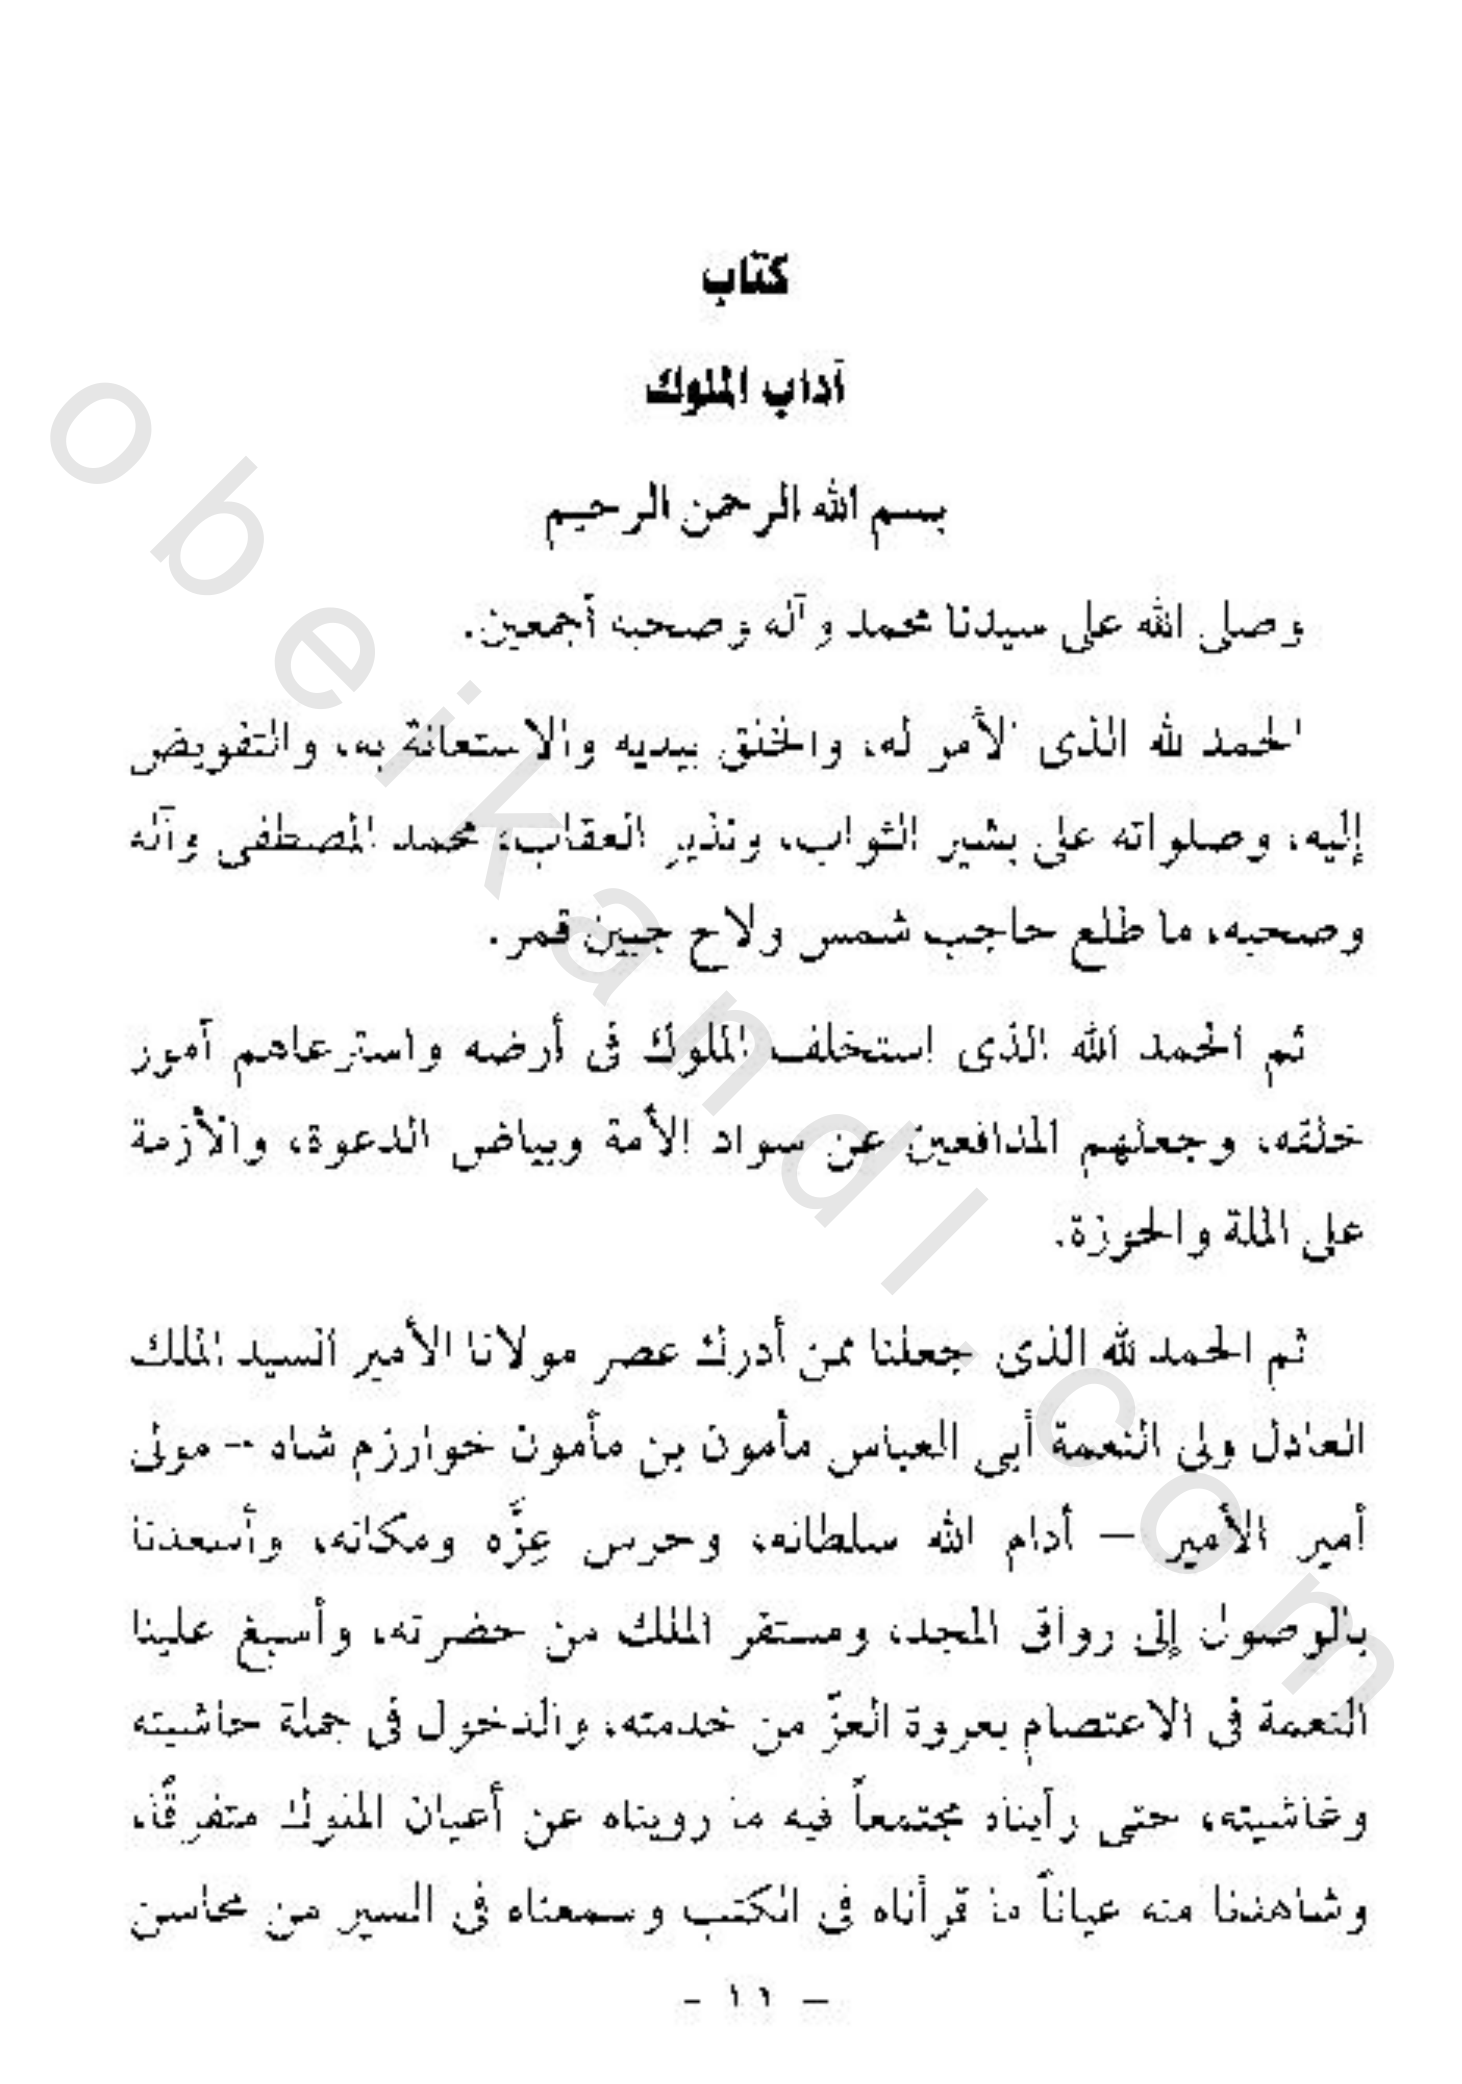 كتاب
آداب الملوك
بسم الله الرحمن الرحيم
وصلى الله على سيدنا محمد وآله وصحبه أجمعين.
الحمد لله الذى الأمر له، والخلق بيديه والاستعانة به، والتفويض
إليه، وصلواته على بشير الثواب، ونذير العقاب، محمد المصطفى وآله
وصحبه، ما طلع حاجب شمس ولاح جبين قمر.
ثم الحمد الله الذى استخلف الملوك فى أرضه واسترعاهم أمور
خلقه، وجعلهم المدافعين عن سواد الأمة وبياض الدعوة، والأزمة
على الملة والحوزة.
ثم الحمد لله الذى جعلنا ممن أدرك عصر مولانا الأمير السيد الملك
العادل ولى النعمة أبى العباس مأمون بن مأمون خوارزم شاه – مولى
أمير الأمير – أدام الله سلطانه، وحرس عِزَّه ومكانه، وأسعدنا
بالوصول إلى رواق المجد، ومستقر الملك من حضرته، وأسبغ علينا
النعمة فى الاعتصام بعروة العزّ من خدمته، والدخول فى جملة حاشيته
وغاشيته، حتى رأيناه مجتمعاً فيه ما رويناه عن أعيان الملوك متفرقًا،
وشاهدنا منه عياناً ما قرأناه فى الكتب وسمعناه فى السير من محاسن
obeikandi.com